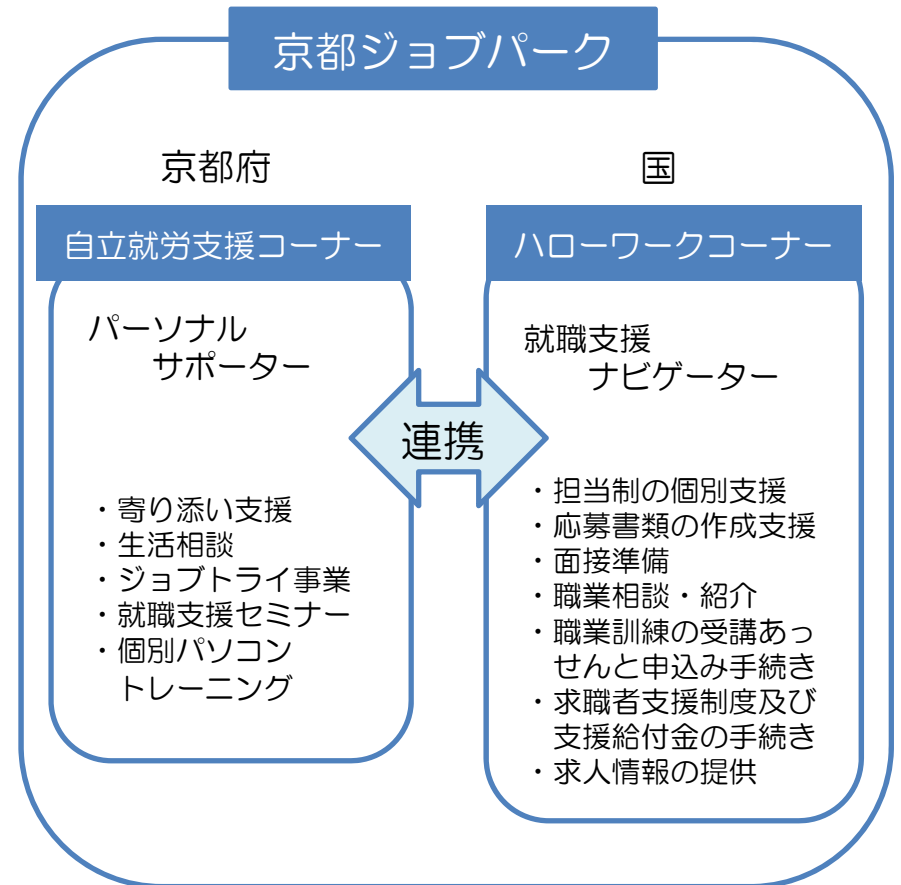 京都ジョブパーク
京都府
自立就労支援コーナー
パーソナル
サポーター
・寄り添い支援
・生活相談
・ジョブトライ事業
・就職支援セミナー
・個別パソコン
トレーニング
連携
国
ハローワークコーナー
就職支援
ナビゲーター
・担当制の個別支援
・応募書類の作成支援
・面接準備
・職業相談・紹介
・職業訓練の受講あっ
せんと申込み手続き
・求職者支援制度及び
支援給付金の手続き
・求人情報の提供